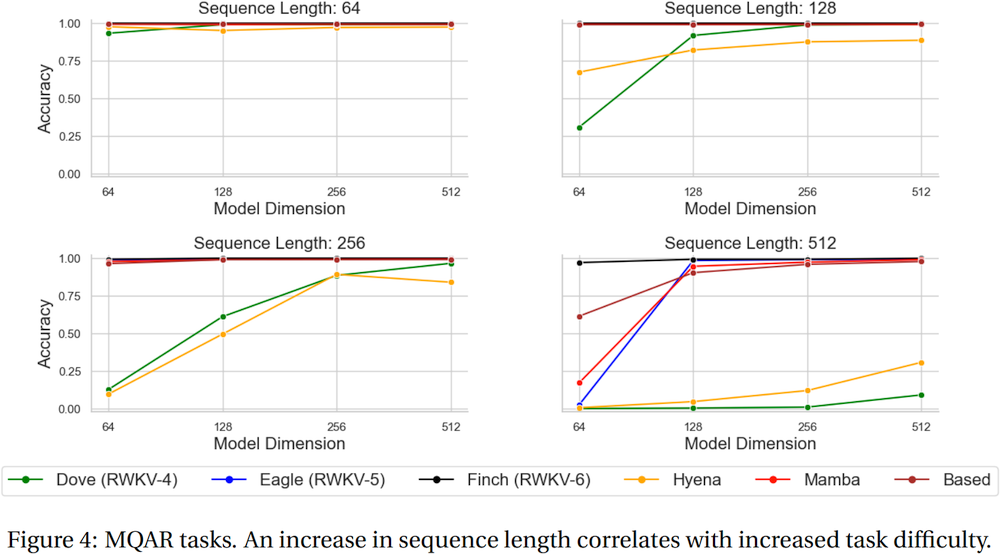 Sequence Length: 64
1.00
0.75
0.50
0.25
0.00
Accuracy
64 128 256 512
Model Dimension
Sequence Length: 128
64 128 256 512
Model Dimension
Sequence Length: 256
1.00
0.75
0.50
0.25
0.00
Accuracy
64 128 256 512
Model Dimension
Sequence Length: 512
64 128 256 512
Model Dimension
Dove (RWKV-4) Eagle (RWKV-5) Finch (RWKV-6) Hyena Mamba Based
Figure 4: MQAR tasks. An increase in sequence length correlates with increased task difficulty.